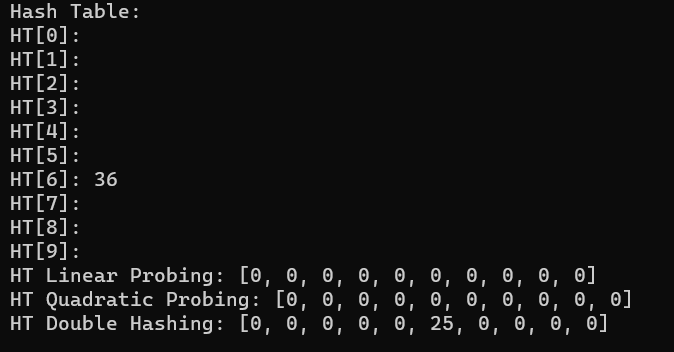 Hash Table:
HT[0]:
HT[1]:
HT[2]:
HT[3]:
HT[4]:
HT[5]:
HT[6]: 36
HT[7]:
HT[8]:
HT[9]:
HT Linear Probing: [0, 0, 0, 0, 0, 0, 0, 0, 0, 0]
HT Quadratic Probing: [0, 0, 0, 0, 0, 0, 0, 0, 0, 0]
HT Double Hashing: [0, 0, 0, 0, 0, 25, 0, 0, 0, 0]